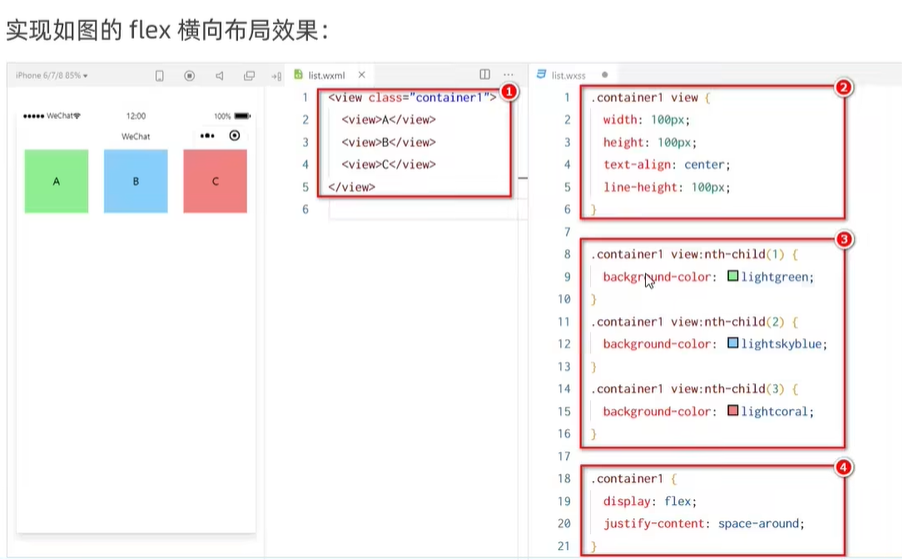 实现如图的 flex 横向布局效果：
iPhone 6/7/8 85%
list.wxml
list.wxss
WeChat 12:00 100%
WeChat
A B C
1 <view class="container1">
2 <view>A</view>
3 <view>B</view>
4 <view>C</view>
5 </view>
6
1
1 .container1 view {
2 width: 100px;
3 height: 100px;
4 text-align: center;
5 line-height: 100px;
6 }
2
7
8 .container1 view:nth-child(1) {
9 background-color: lightgreen;
10 }
11 .container1 view:nth-child(2) {
12 background-color: lightskyblue;
13 }
14 .container1 view:nth-child(3) {
15 background-color: lightcoral;
16 }
3
17
18 .container1 {
19 display: flex;
20 justify-content: space-around;
21 }
4